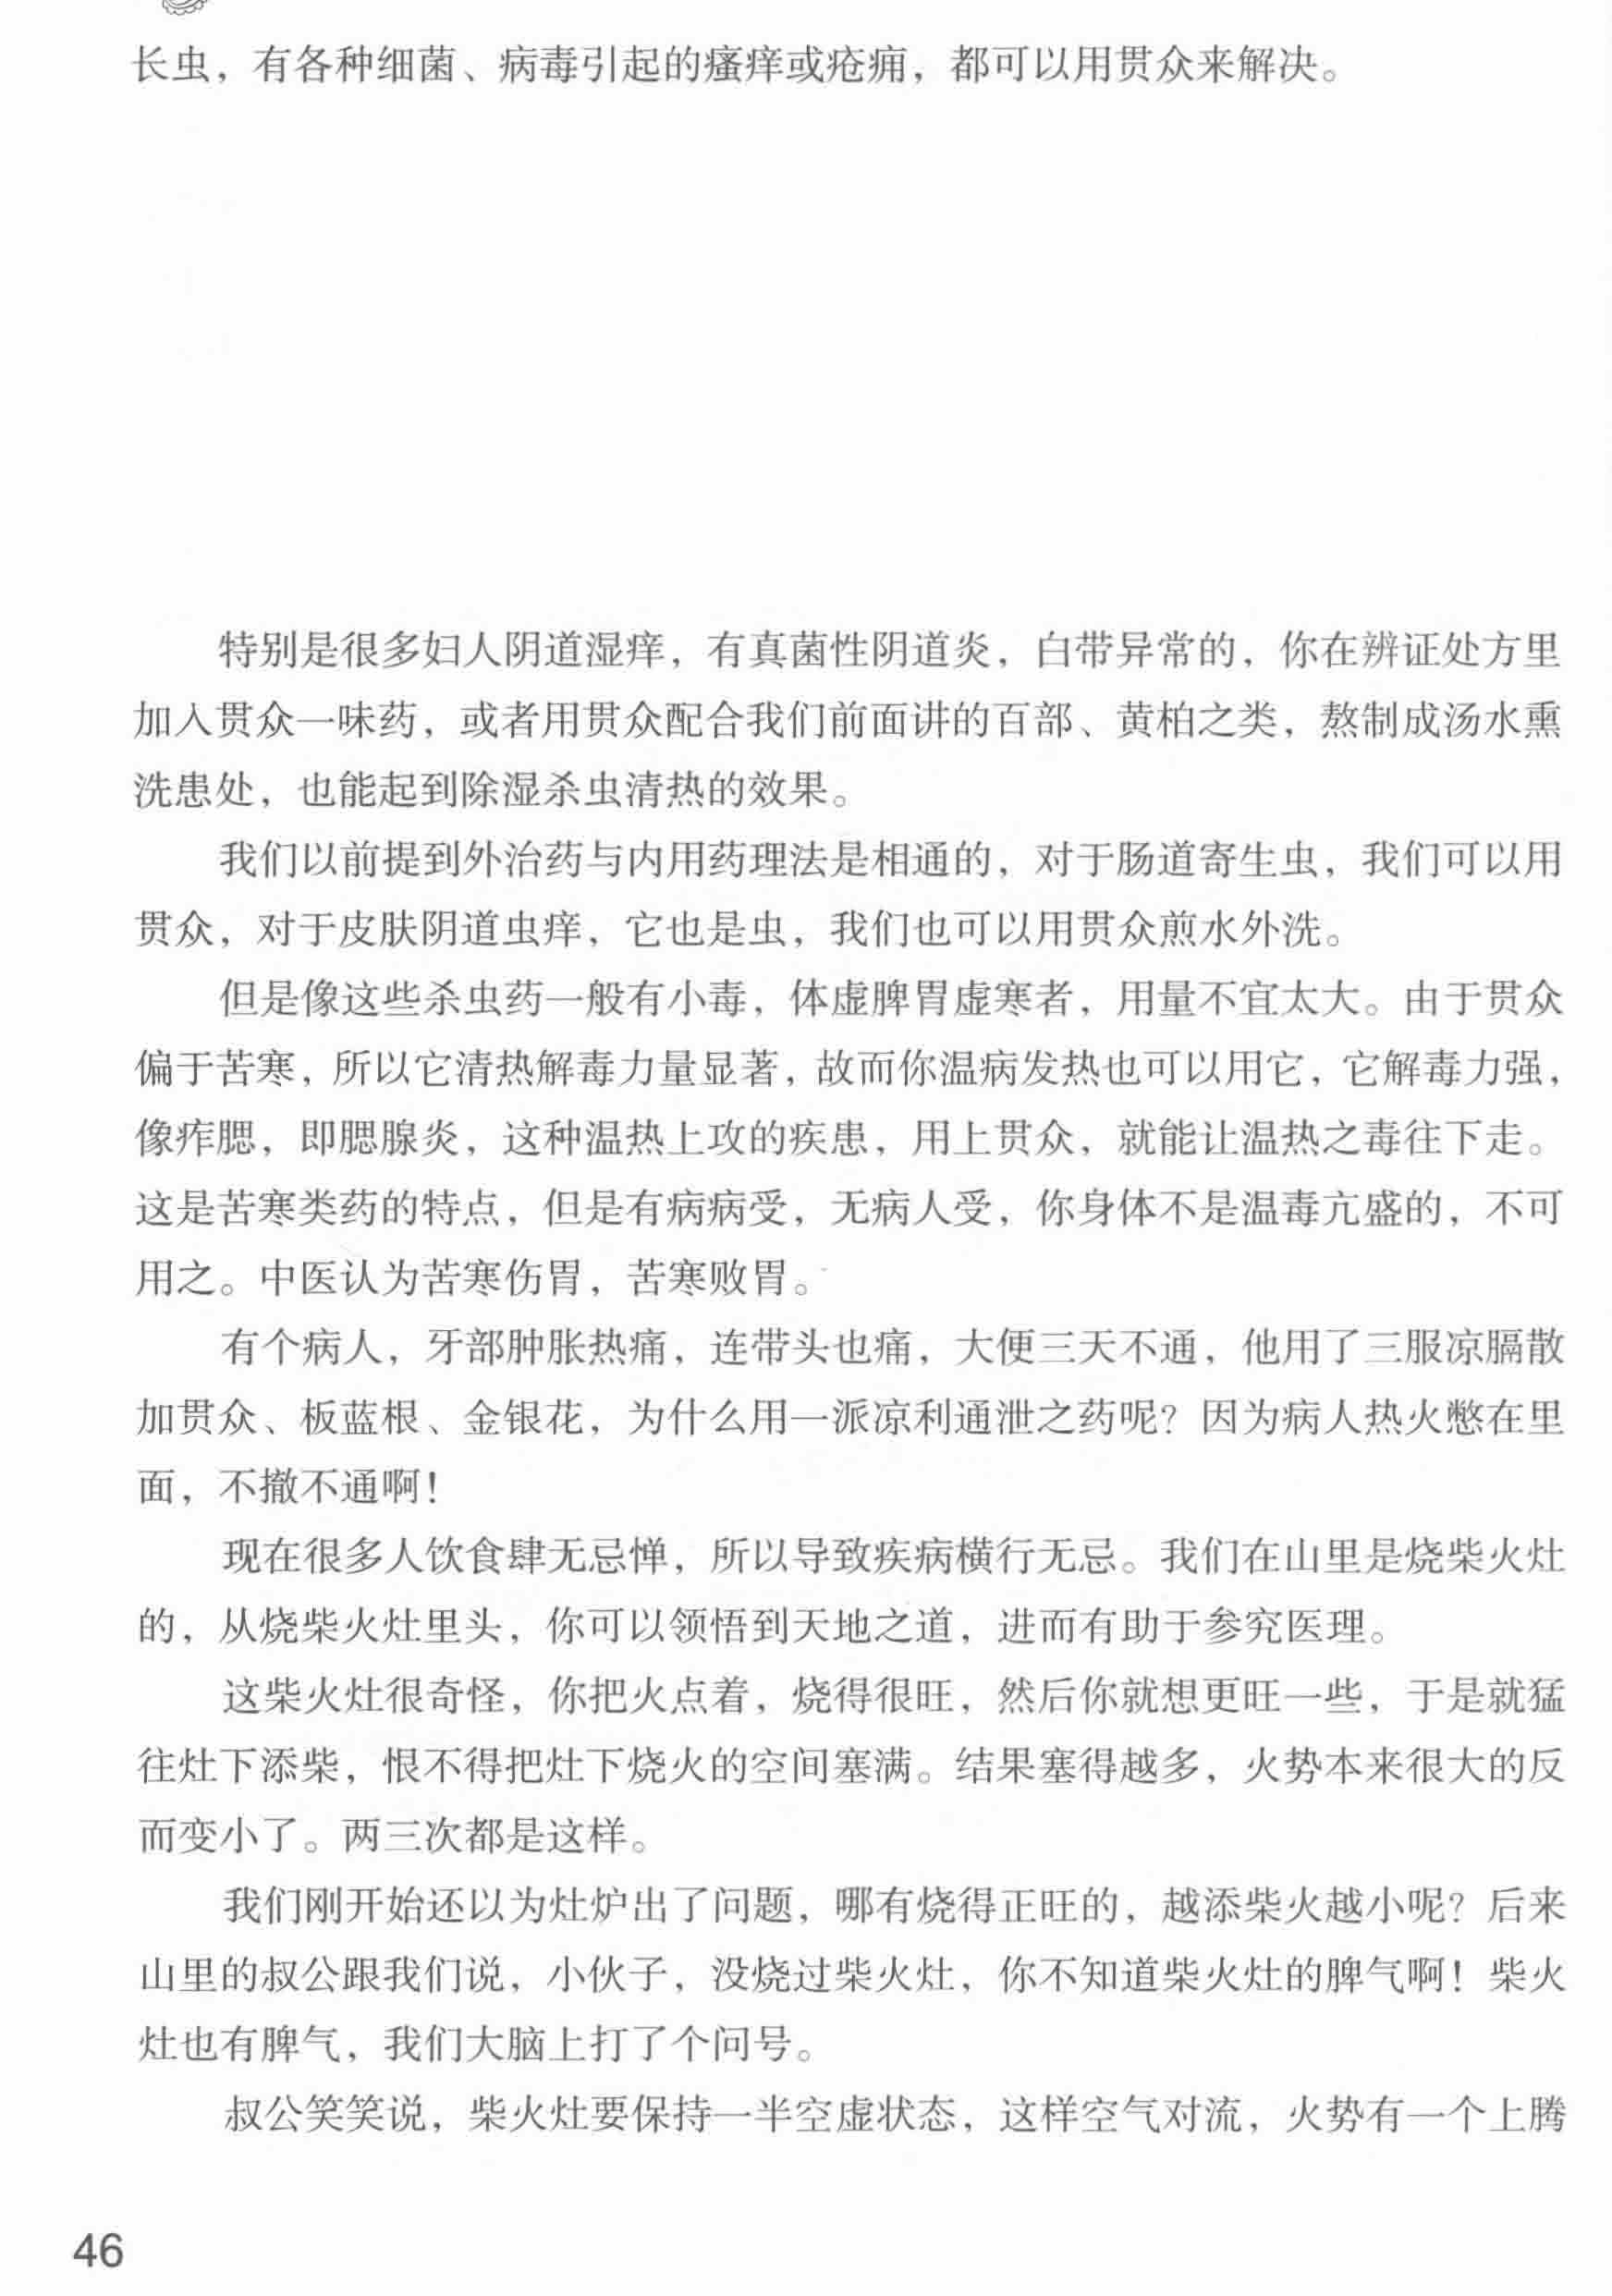 长虫，有各种细菌、病毒引起的瘙痒或疮痈，都可以用贯众来解决。
特别是很多妇人阴道湿痒，有真菌性阴道炎，白带异常的，你在辨证处方里
加入贯众一味药，或者用贯众配合我们前面讲的百部、黄柏之类，熬制成汤水熏
洗患处，也能起到除湿杀虫清热的效果。
我们以前提到外治药与内用药理法是相通的，对于肠道寄生虫，我们可以用
贯众，对于皮肤阴道虫痒，它也是虫，我们也可以用贯众煎水外洗。
但是像这些杀虫药一般有小毒，体虚脾胃虚寒者，用量不宜太大。由于贯众
偏于苦寒，所以它清热解毒力量显著，故而你温病发热也可以用它，它解毒力强，
像痄腮，即腮腺炎，这种温热上攻的疾患，用上贯众，就能让温热之毒往下走。
这是苦寒类药的特点，但是有病病受，无病人受，你身体不是温毒亢盛的，不可
用之。中医认为苦寒伤胃，苦寒败胃。
有个病人，牙部肿胀热痛，连带头也痛，大便三天不通，他用了三服凉膈散
加贯众、板蓝根、金银花，为什么用一派凉利通泄之药呢？因为病人热火憋在里
面，不撤不通啊！
现在很多人饮食肆无忌惮，所以导致疾病横行无忌。我们在山里是烧柴火灶
的，从烧柴火灶里头，你可以领悟到天地之道，进而有助于参究医理。
这柴火灶很奇怪，你把火点着，烧得很旺，然后你就想更旺一些，于是就猛
往灶下添柴，恨不得把灶下烧火的空间塞满。结果塞得越多，火势本来很大的反
而变小了。两三次都是这样。
我们刚开始还以为灶炉出了问题，哪有烧得正旺的，越添柴火越小呢？后来
山里的叔公跟我们说，小伙子，没烧过柴火灶，你不知道柴火灶的脾气啊！柴火
灶也有脾气，我们大脑上打了个问号。
叔公笑笑说，柴火灶要保持一半空虚状态，这样空气对流，火势有一个上腾
46